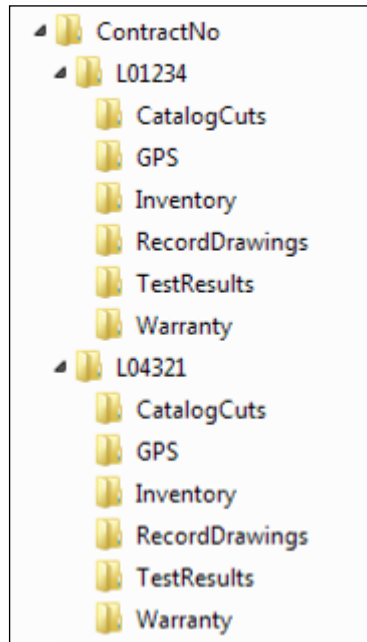 ContractNo
L01234
CatalogCuts
GPS
Inventory
RecordDrawings
TestResults
Warranty
L04321
CatalogCuts
GPS
Inventory
RecordDrawings
TestResults
Warranty